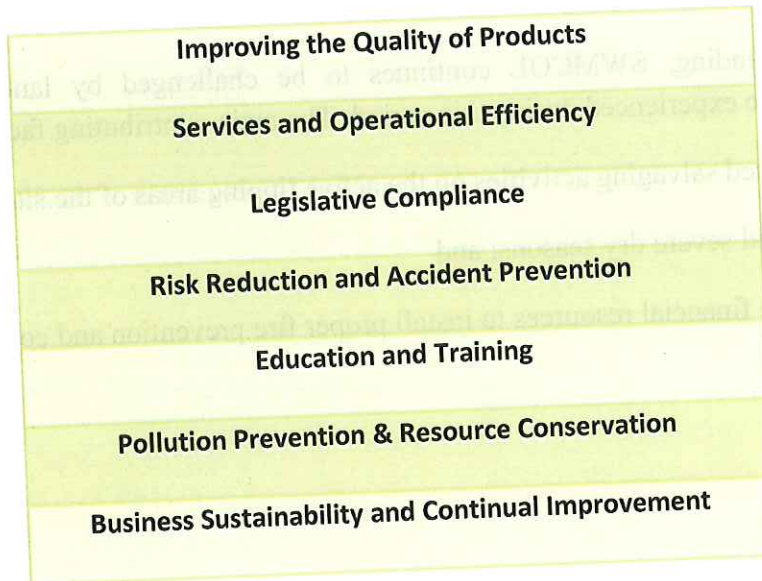 Improving the Quality of Products
Services and Operational Efficiency
Legislative Compliance
Risk Reduction and Accident Prevention
Education and Training
Pollution Prevention & Resource Conservation
Business Sustainability and Continual Improvement